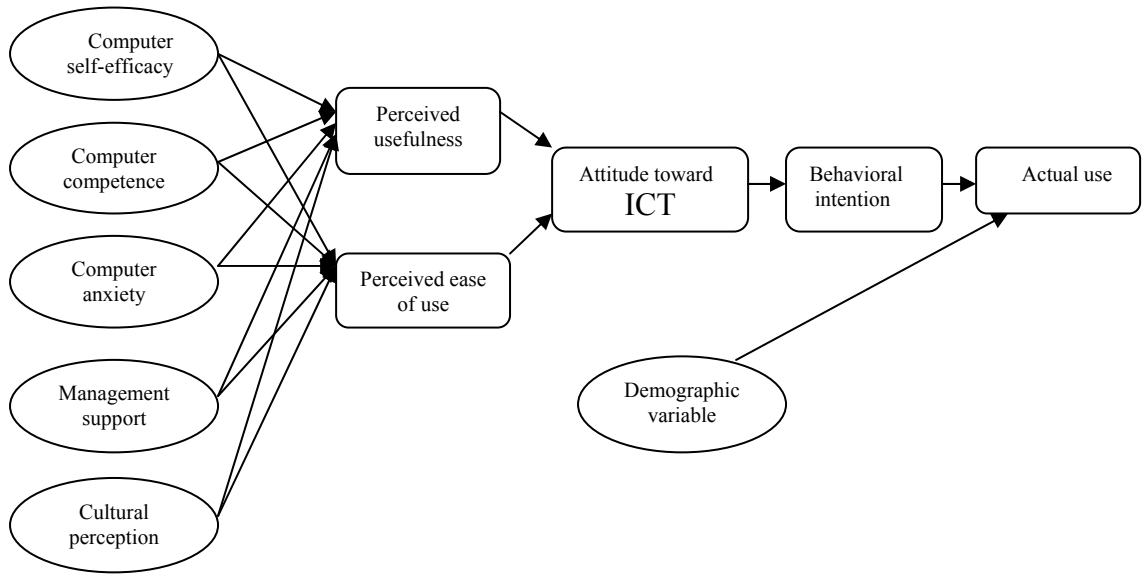 Computer
self-efficacy
Computer
competence
Computer
anxiety
Management
support
Cultural
perception
Perceived
usefulness
Perceived ease
of use
Attitude toward
ICT
Behavioral
intention
Actual use
Demographic
variable